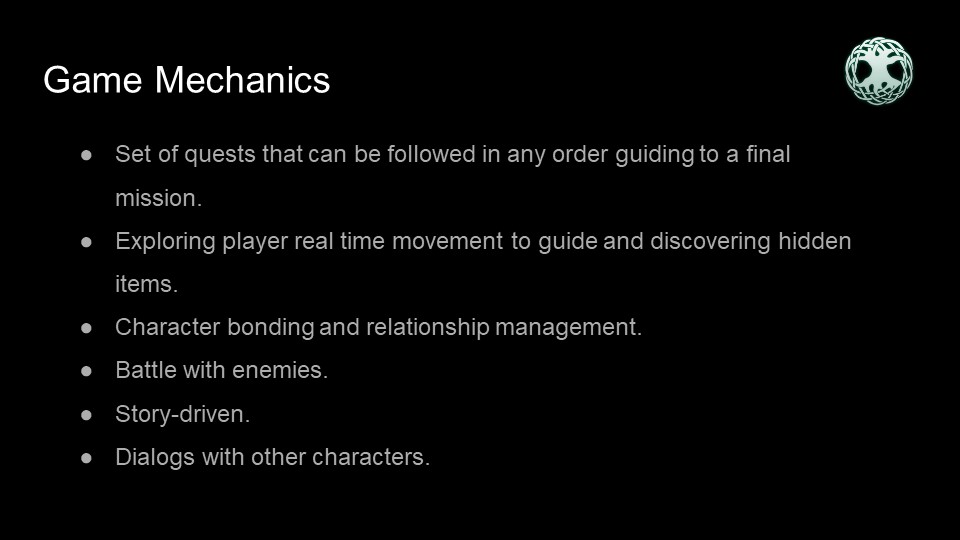 Game Mechanics
● Set of quests that can be followed in any order guiding to a final
mission.
● Exploring player real time movement to guide and discovering hidden
items.
● Character bonding and relationship management.
● Battle with enemies.
● Story-driven.
● Dialogs with other characters.